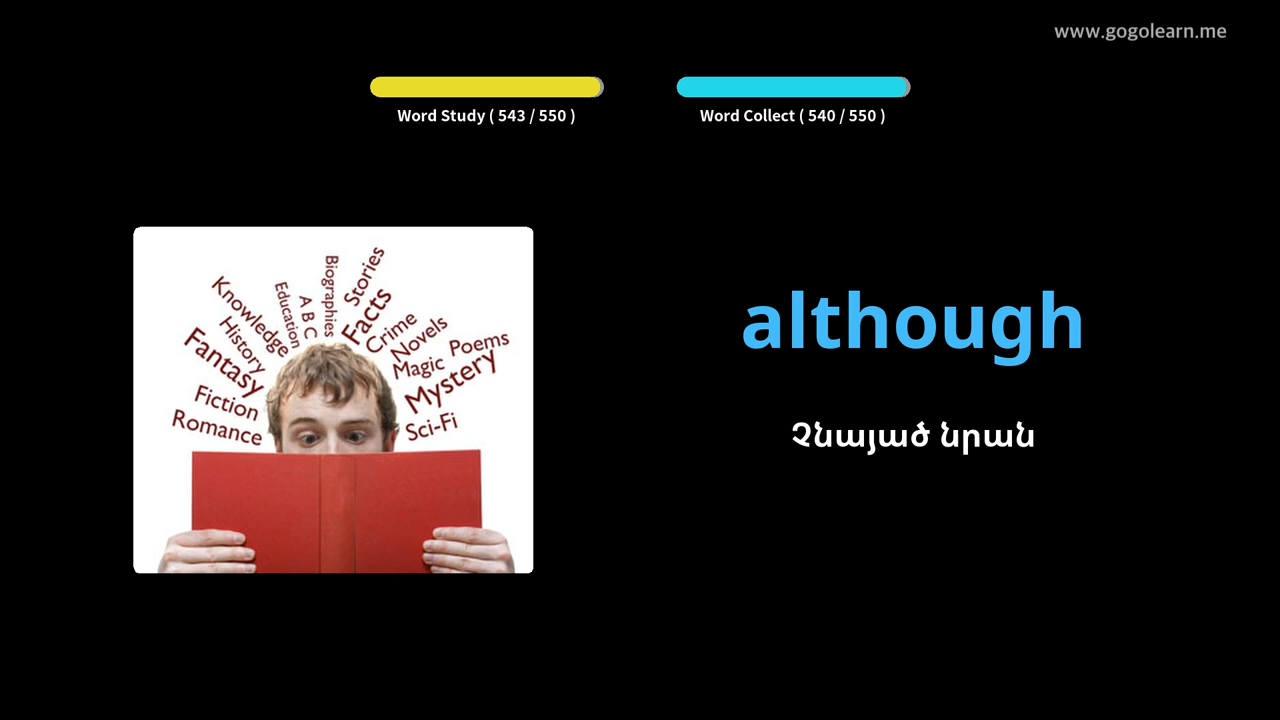 www.gogolearn.me
Word Study ( 543 / 550 )
Word Collect ( 540 / 550 )
Biographies
Stories
Knowledge
Education
A B C
Facts
Crime
History
Novels
Poems
Fantasy
Magic
Mystery
Fiction
Romance
Sci-Fi
although
Չնայած նրան